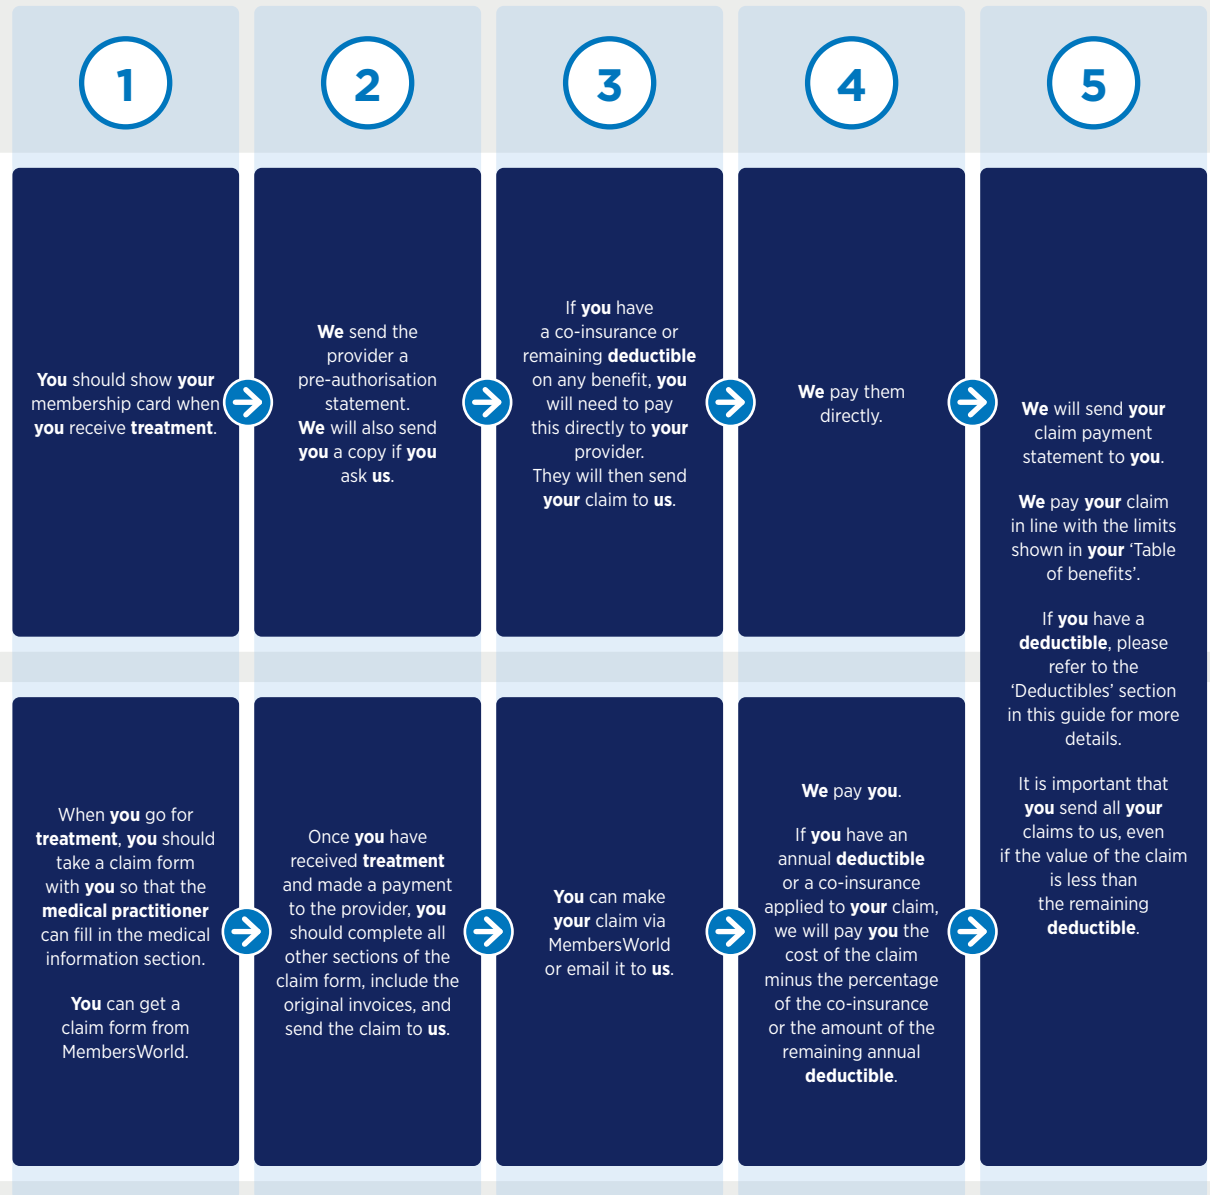 1
2
3
4
5
You should show your
membership card when
you receive treatment.
We send the
provider a
pre-authorisation
statement.
We will also send
you a copy if you
ask us.
If you have
a co-insurance or
remaining deductible
on any benefit, you
will need to pay
this directly to your
provider.
They will then send
your claim to us.
We pay them
directly.
We will send your
claim payment
statement to you.
We pay your claim
in line with the limits
shown in your ‘Table
of benefits’.
If you have a
deductible, please
refer to the
‘Deductibles’ section
in this guide for more
details.
It is important that
you send all your
claims to us, even
if the value of the claim
is less than
the remaining
deductible.
When you go for
treatment, you should
take a claim form
with you so that the
medical practitioner
can fill in the medical
information section.
You can get a
claim form from
MembersWorld.
Once you have
received treatment
and made a payment
to the provider, you
should complete all
other sections of the
claim form, include the
original invoices, and
send the claim to us.
You can make
your claim via
MembersWorld
or email it to us.
We pay you.
If you have an
annual deductible
or a co-insurance
applied to your claim,
we will pay you the
cost of the claim
minus the percentage
of the co-insurance
or the amount of the
remaining annual
deductible.